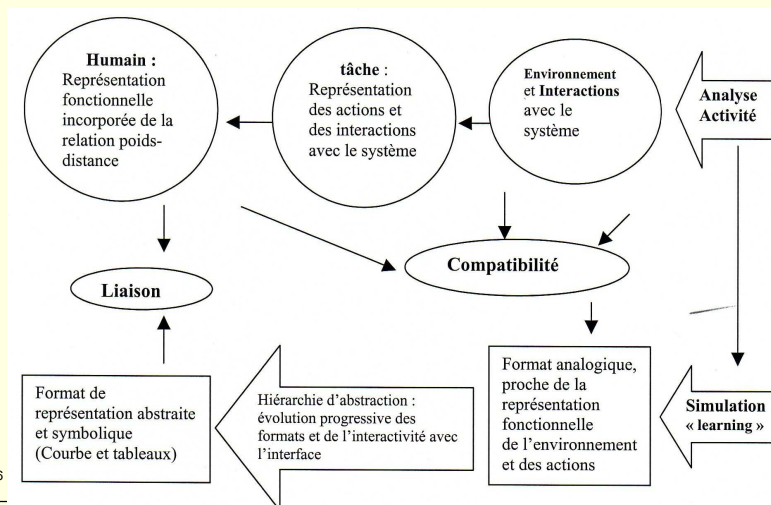 Humain :
Représentation
fonctionnelle
incorporée de la
relation poids-
distance
tâche :
Représentation
des actions et
des interactions
avec le système
Environnement
et Interactions
avec le
système
Analyse
Activité
Liaison
Compatibilité
Format de
représentation abstraite
et symbolique
(Courbe et tableaux)
Hiérarchie d'abstraction :
évolution progressive des
formats et de l'interactivité avec
l'interface
Format analogique,
proche de la
représentation
fonctionnelle
de l'environnement
et des actions
Simulation
« learning »
6